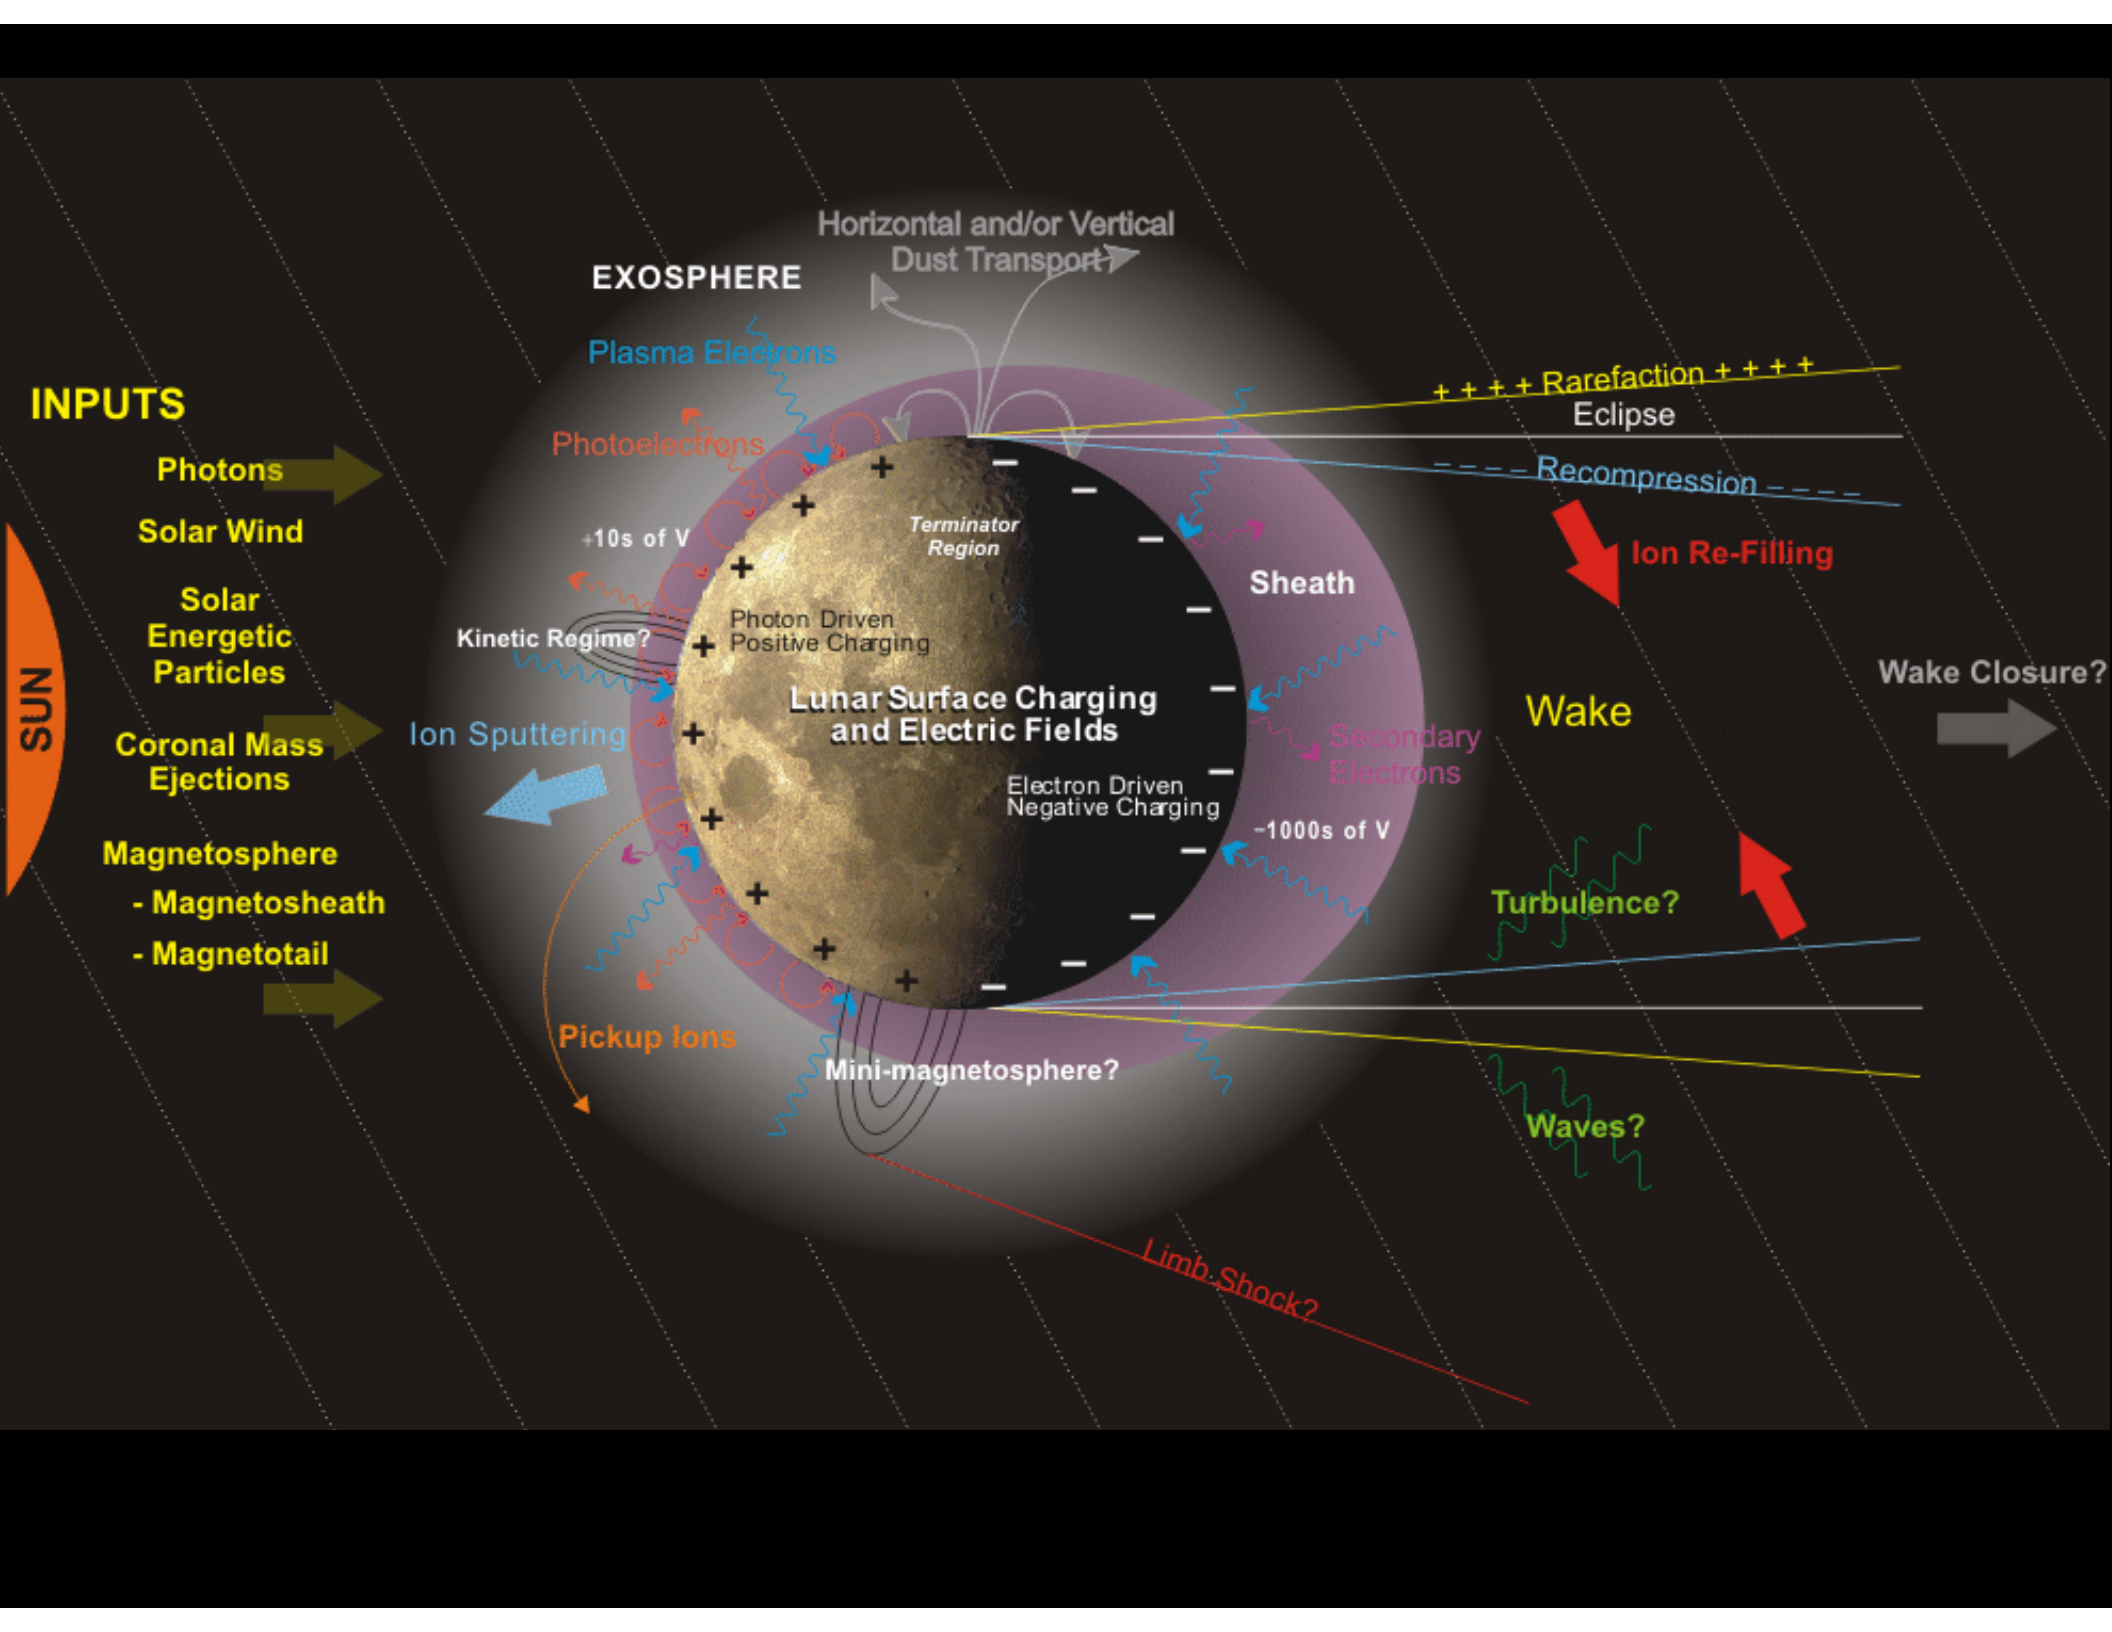 Horizontal and/or Vertical
Dust Transport
EXOSPHERE
Plasma Electrons
Photoelectrons
+10s of V
Kinetic Regime?
Ion Sputtering
Pickup Ions
INPUTS
Photons
Solar Wind
Solar
Energetic
Particles
Coronal Mass
Ejections
Magnetosphere
- Magnetosheath
- Magnetotail
SUN
+
+
+
+
+
+
+
+
+
Terminator
Region
Photon Driven
Positive Charging
Lunar Surface Charging
and Electric Fields
Electron Driven
Negative Charging
−
−
−
−
−
−
−
−
−
−
Sheath
Secondary
Electrons
−1000s of V
Mini-magnetosphere?
Limb Shock?
+ + + + Rarefaction + + + +
Eclipse
− − − − Recompression − − − −
Ion Re-Filling
Wake
Wake Closure?
Turbulence?
Waves?